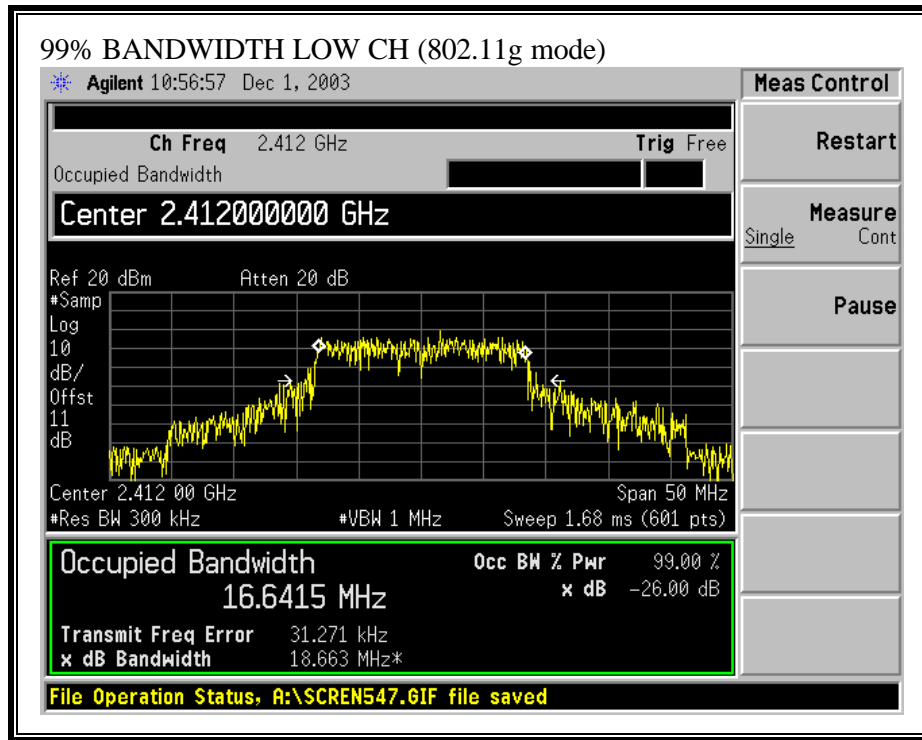 99% BANDWIDTH LOW CH (802.11g mode)
Agilent 10:56:57 Dec 1, 2003
Meas Control
Ch Freq 2.412 GHz Trig Free
Occupied Bandwidth
Center 2.412000000 GHz
Restart
Measure
Single Cont
Pause
Ref 20 dBm Atten 20 dB
#Samp
Log
10
dB/
Offst
11
dB
Center 2.412 00 GHz Span 50 MHz
#Res BW 300 kHz #VBW 1 MHz Sweep 1.68 ms (601 pts)
Occupied Bandwidth Occ BW % Pwr 99.00 %
16.6415 MHz x dB -26.00 dB
Transmit Freq Error 31.271 kHz
x dB Bandwidth 18.663 MHz*
File Operation Status, A:\SCREN547.GIF file saved